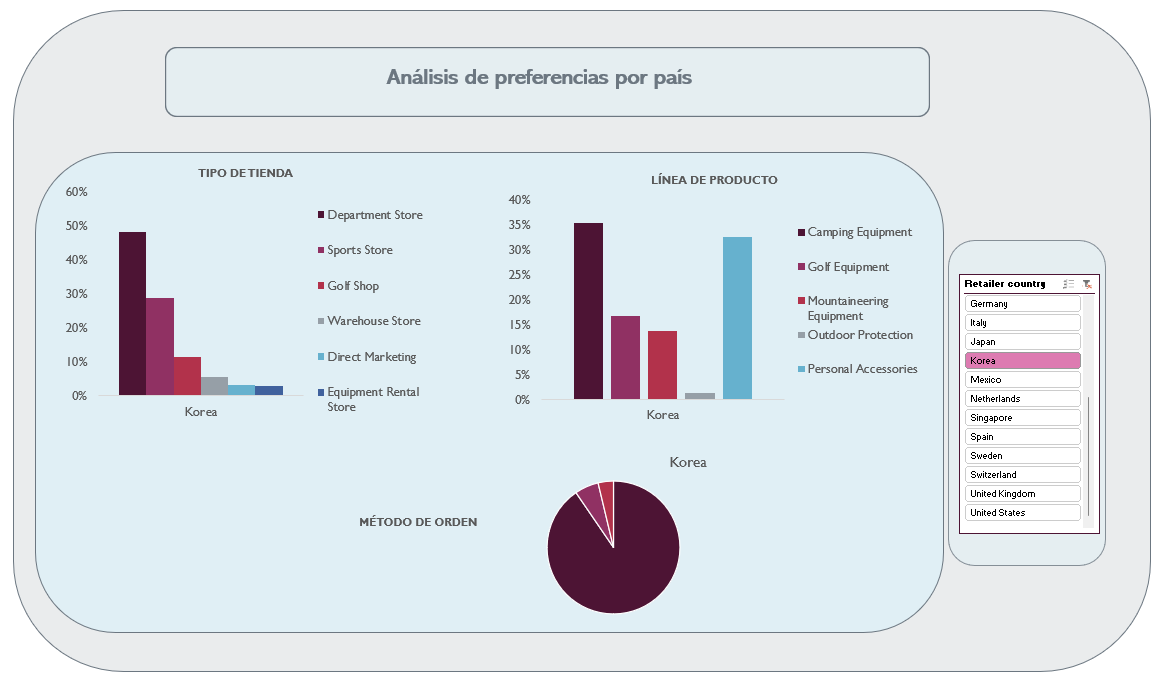 Análisis de preferencias por país
TIPO DE TIENDA
60%
50%
40%
30%
20%
10%
0%
Korea
Department Store
Sports Store
Golf Shop
Warehouse Store
Direct Marketing
Equipment Rental
Store
LÍNEA DE PRODUCTO
40%
35%
30%
25%
20%
15%
10%
5%
0%
Korea
Camping Equipment
Golf Equipment
Mountaineering
Equipment
Outdoor Protection
Personal Accessories
MÉTODO DE ORDEN
Korea
Retailer country
Germany
Italy
Japan
Korea
Mexico
Netherlands
Singapore
Spain
Sweden
Switzerland
United Kingdom
United States